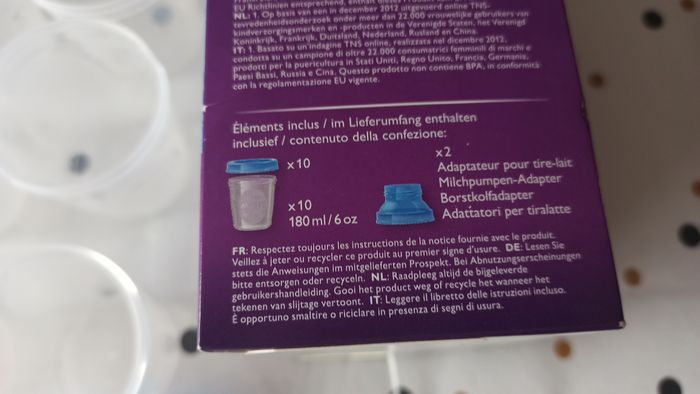 EU Richtlinien entsprechend, enthält dieses
NL: 1. Op basis van een in december 2012 uitgevoerd online TNS-
tevredenheidsonderzoek onder meer dan 22.000 vrouwelijke gebruikers van
kindverzorgingsmerken en -producten in de Verenigde Staten, het Verenigd
Koninkrijk, Frankrijk, Duitsland, Nederland, Rusland en China.
IT: 1. Basato su un'indagine TNS online, realizzata nel dicembre 2012,
condotta su un campione di oltre 22.000 consumatrici femminili di marchi e
prodotti per la puericultura in Stati Uniti, Regno Unito, Francia, Germania,
Paesi Bassi, Russia e Cina. Questo prodotto non contiene BPA, in conformità
con la regolamentazione EU vigente.
Éléments inclus / im Lieferumfang enthalten
inclusief / contenuto della confezione:
x10
x10
180 ml/6 oz
x2
Adaptateur pour tire-lait
Milchpumpen-Adapter
Borstkolfadapter
Adattatori per tiralatte
FR: Respectez toujours les instructions de la notice fournie avec le produit.
Veillez à jeter ou recycler ce produit au premier signe d'usure. DE: Lesen Sie
stets die Anweisungen im mitgelieferten Prospekt. Bei Abnutzungserscheinungen
bitte entsorgen oder recyceln. NL: Raadpleeg altijd de bijgeleverde
gebruikershandleiding. Gooi het product weg of recycle het wanneer het
tekenen van slijtage vertoont. IT: Leggere il libretto delle istruzioni incluso.
È opportuno smaltire o riciclare in presenza di segni di usura.